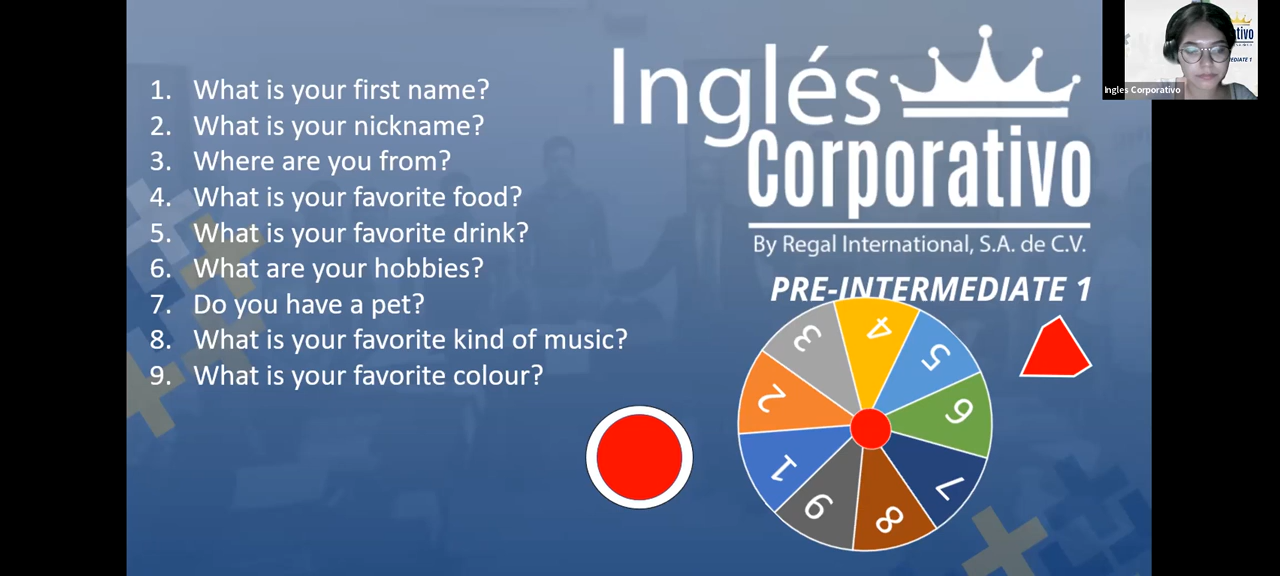 1. What is your first name?
2. What is your nickname?
3. Where are you from?
4. What is your favorite food?
5. What is your favorite drink?
6. What are your hobbies?
7. Do you have a pet?
8. What is your favorite kind of music?
9. What is your favorite colour?
Inglés
Corporativo
By Regal International, S.A. de C.V.
PRE-INTERMEDIATE 1
1
2
3
4
5
6
7
8
9
Ingles Corporativo